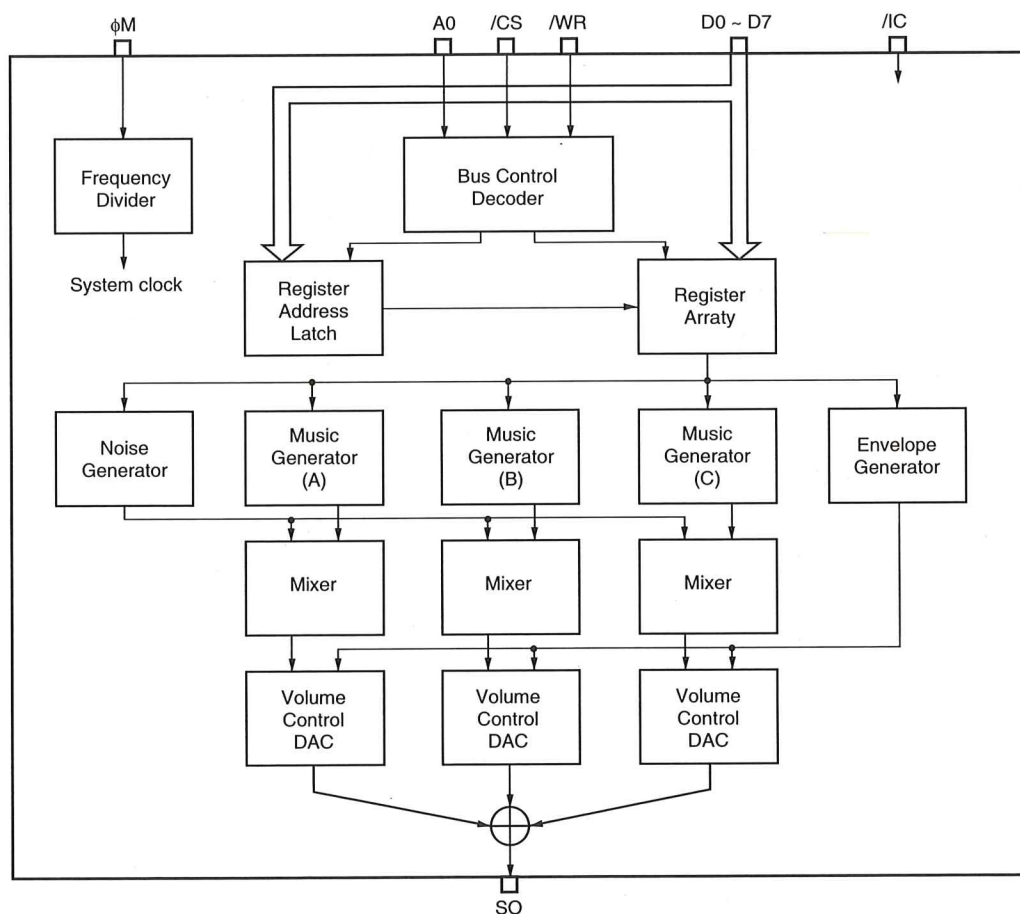 ϕM
A0
/CS
/WR
D0 ~ D7
/IC
Frequency
Divider
Bus Control
Decoder
System clock
Register
Address
Latch
Register
Arraty
Noise
Generator
Music
Generator
(A)
Music
Generator
(B)
Music
Generator
(C)
Envelope
Generator
Mixer
Mixer
Mixer
Volume
Control
DAC
Volume
Control
DAC
Volume
Control
DAC
SO